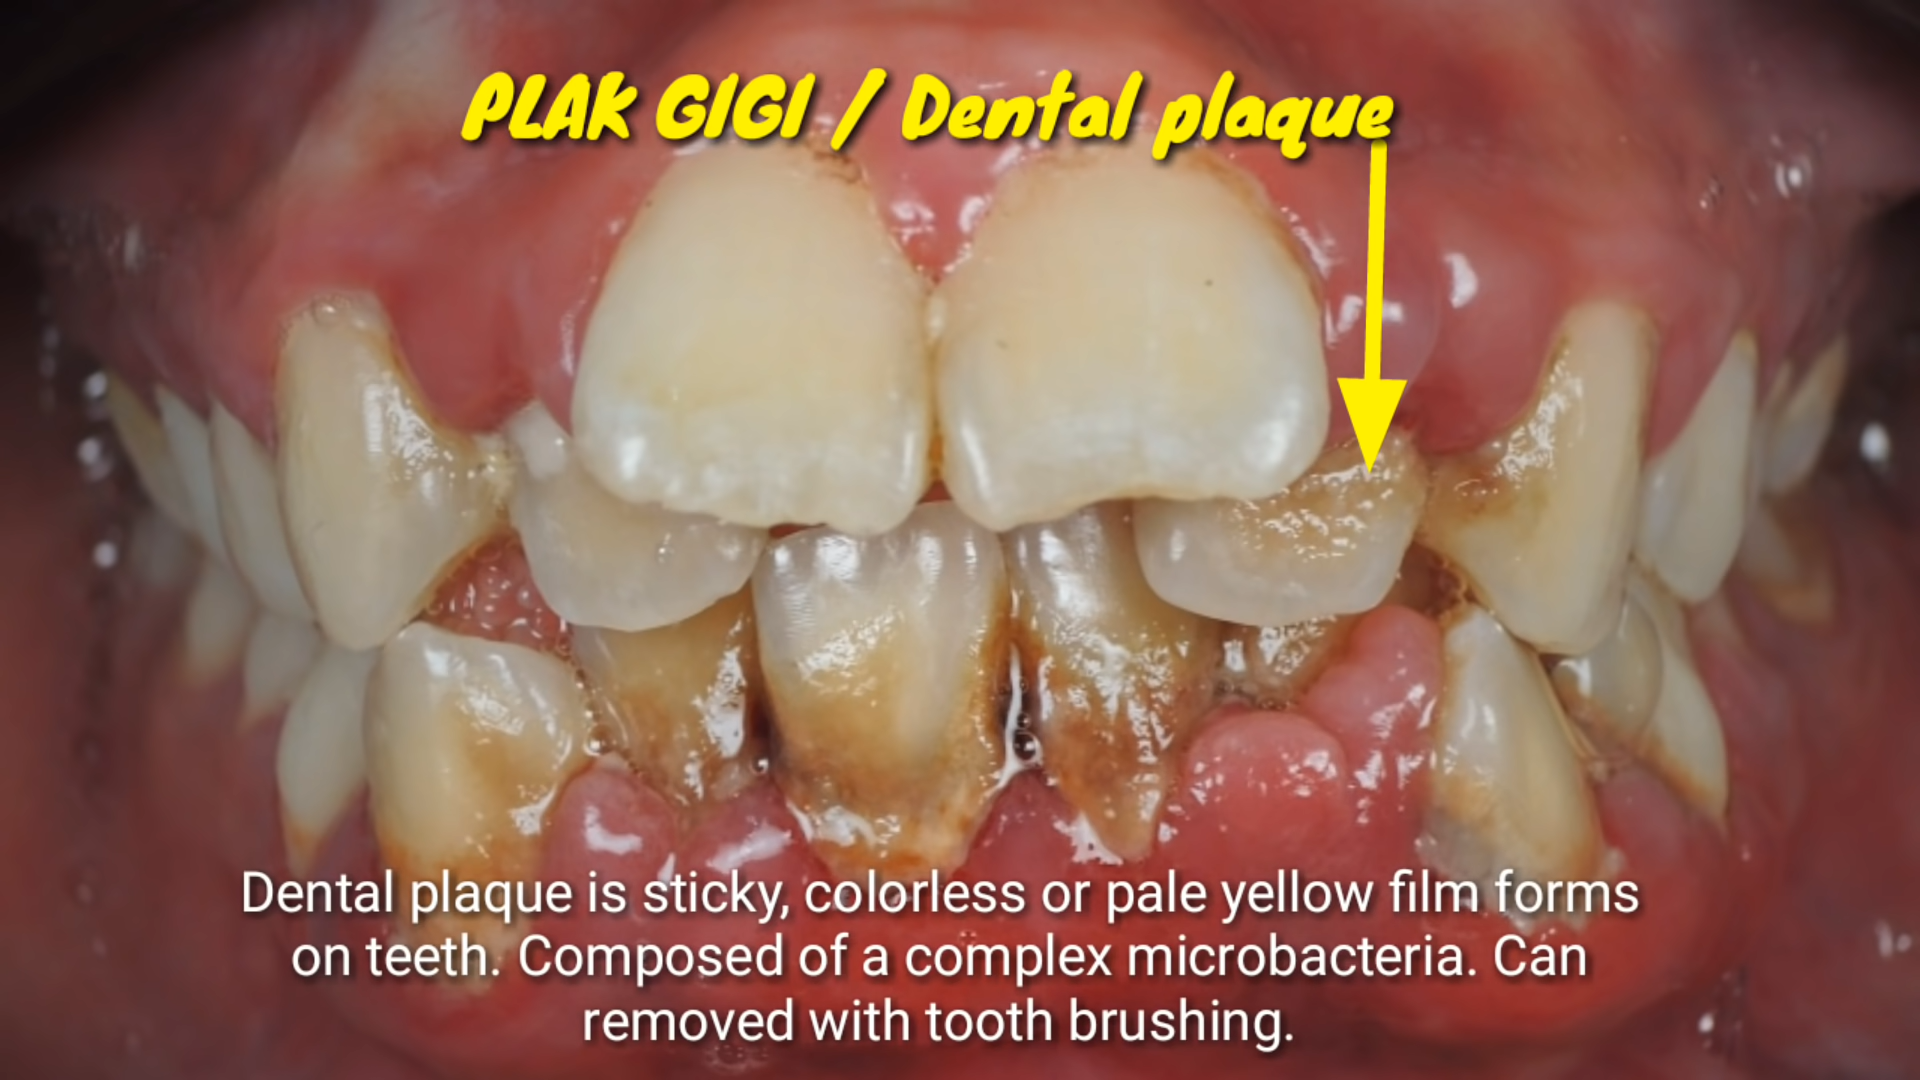 PLAK GIGI / Dental plaque
Dental plaque is sticky, colorless or pale yellow film forms
on teeth. Composed of a complex microbacteria. Can
removed with tooth brushing.